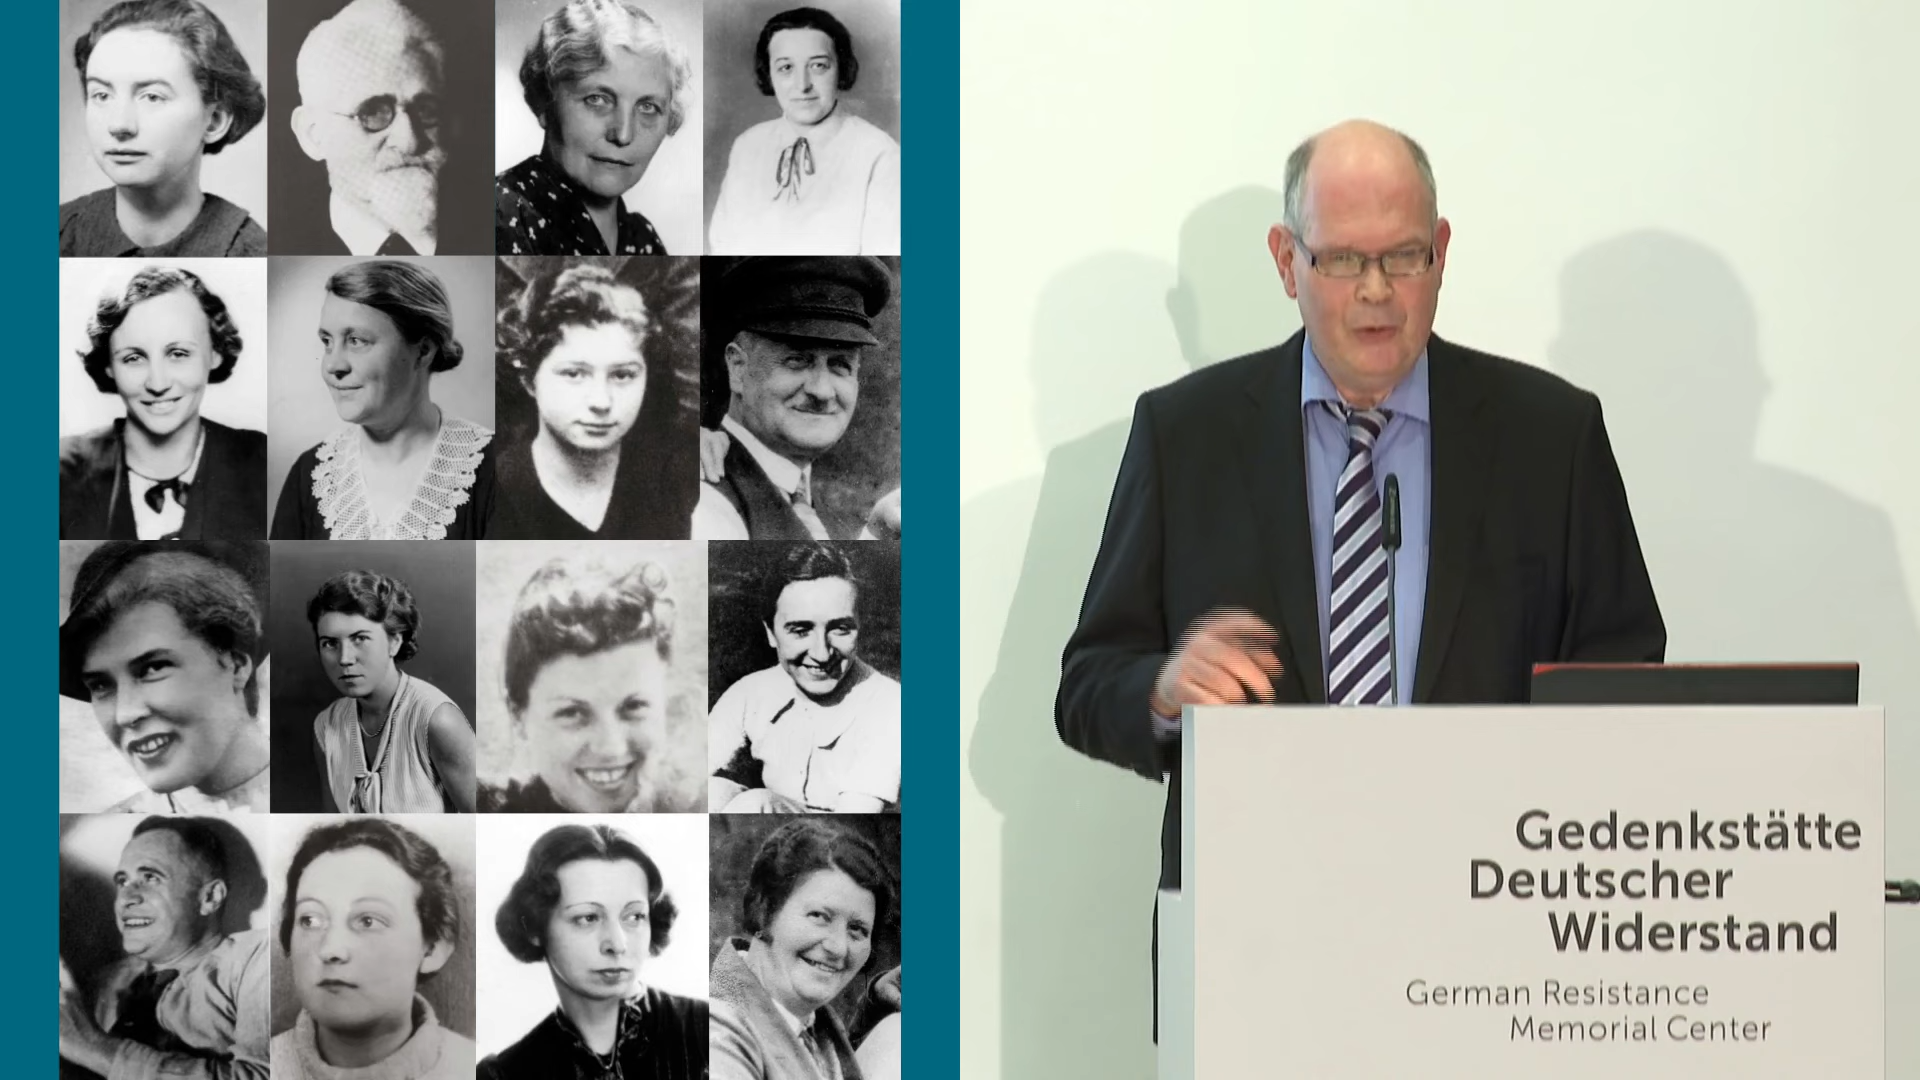 Gedenkstätte
Deutscher
Widerstand
German Resistance
Memorial Center